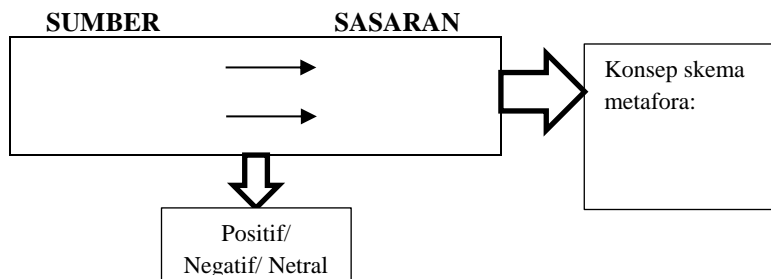 SUMBER SASARAN
Konsep skema
metafora:
Positif/
Negatif/ Netral